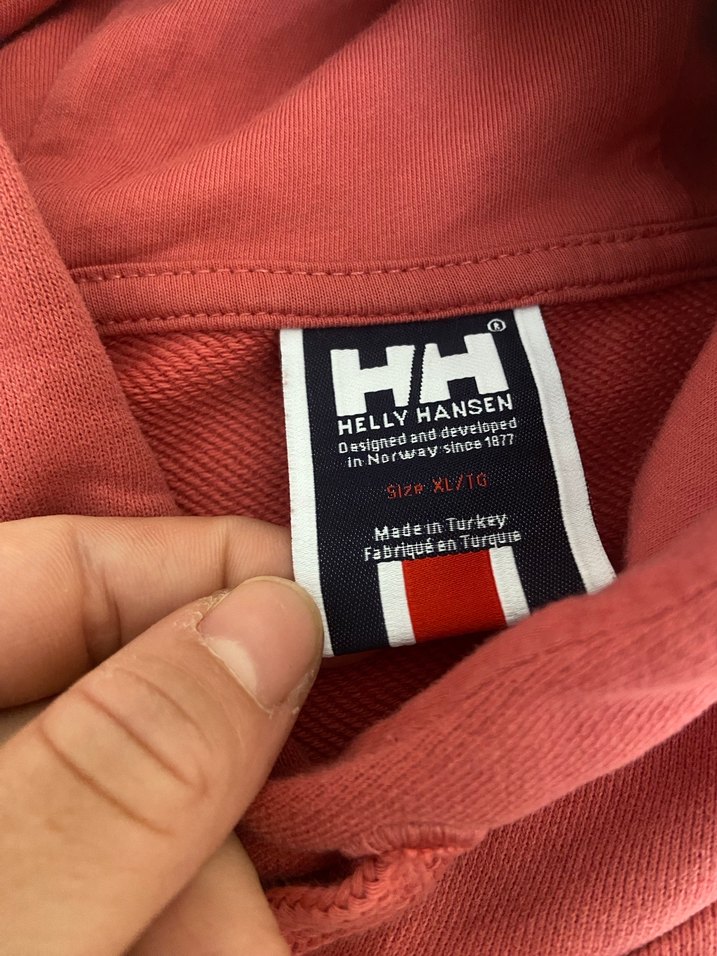 HH®
HELLY HANSEN
Designed and developed
in Norway since 1877
Size XL/TG
Made in Turkey
Fabriqué en Turquie